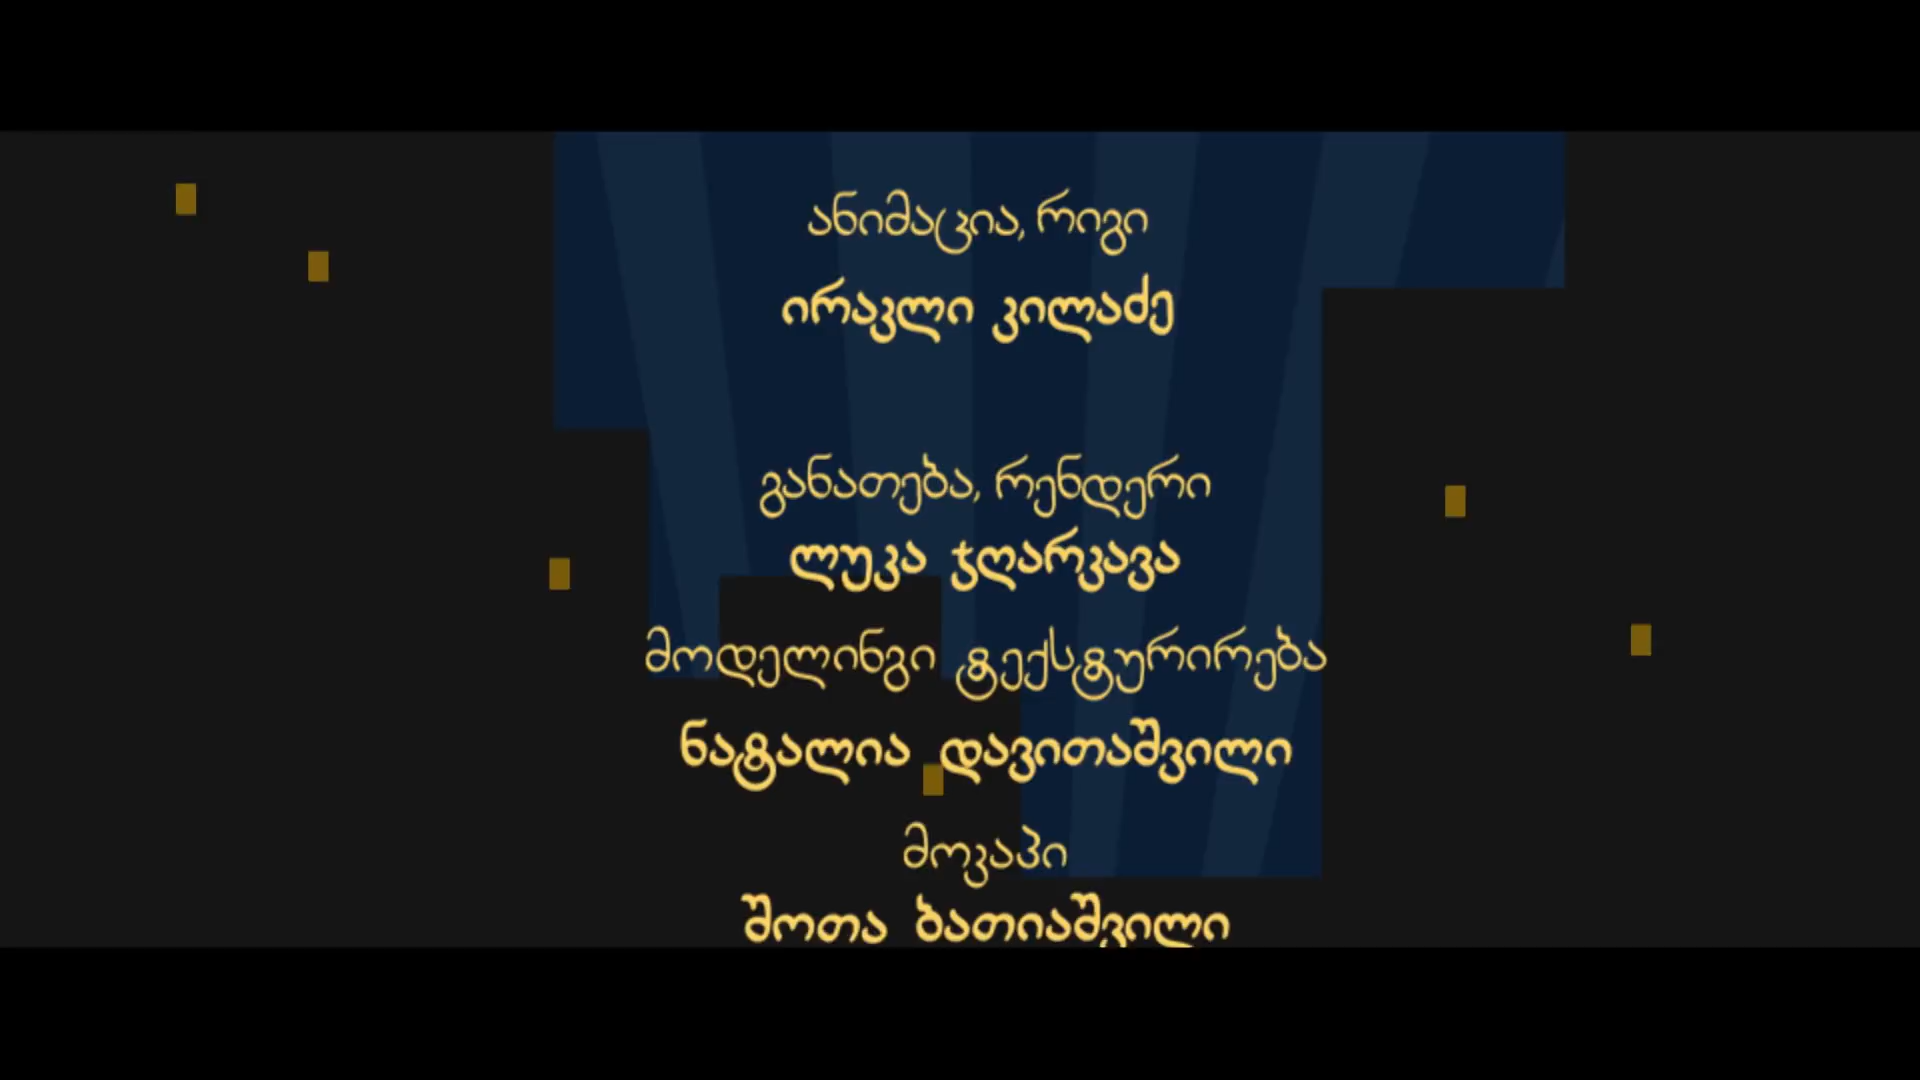 ანიმაცია, რიგი
ირაკლი კილაძე
განათება, რენდერი
ლუკა ჯღარკავა
მოდელინგი ტექსტურირება
ნატალია დავითაშვილი
მოკაპი
შოთა ბათიაშვილი